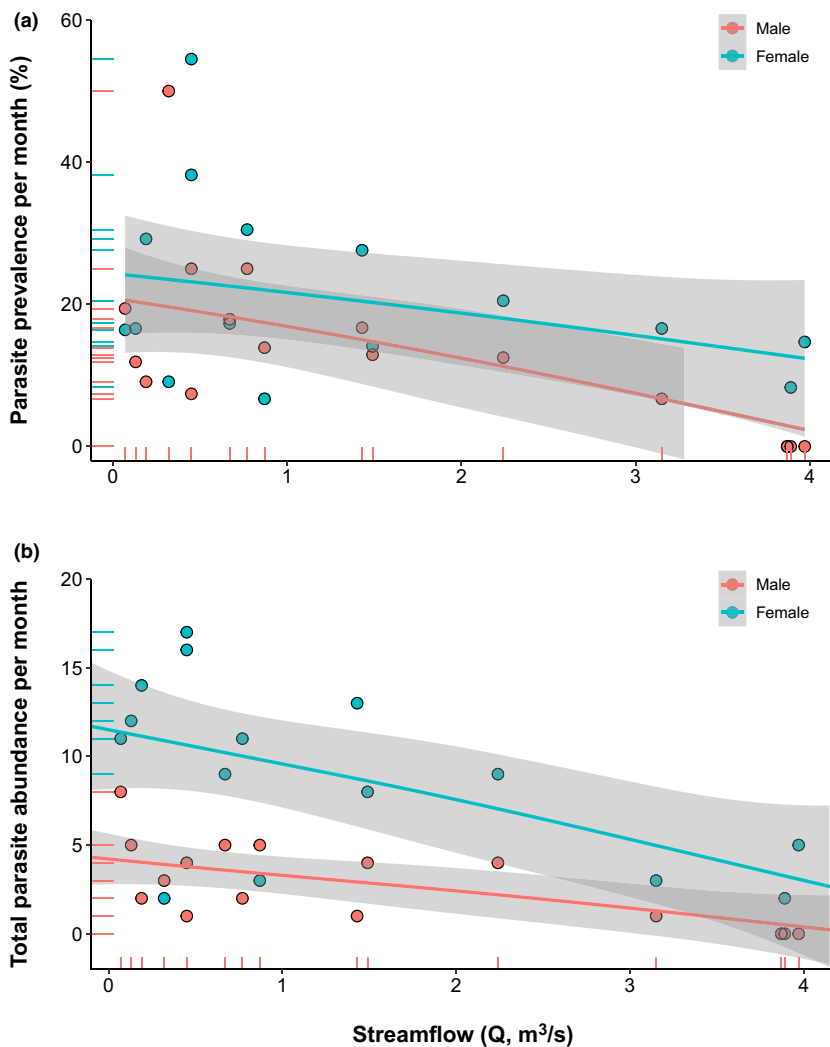 (a)
Parasite prevalence per month (%)
60
40
20
0
Male
Female
0 1 2 3 4
(b)
Total parasite abundance per month
20
15
10
5
0
Male
Female
0 1 2 3 4
Streamflow (Q, m³/s)